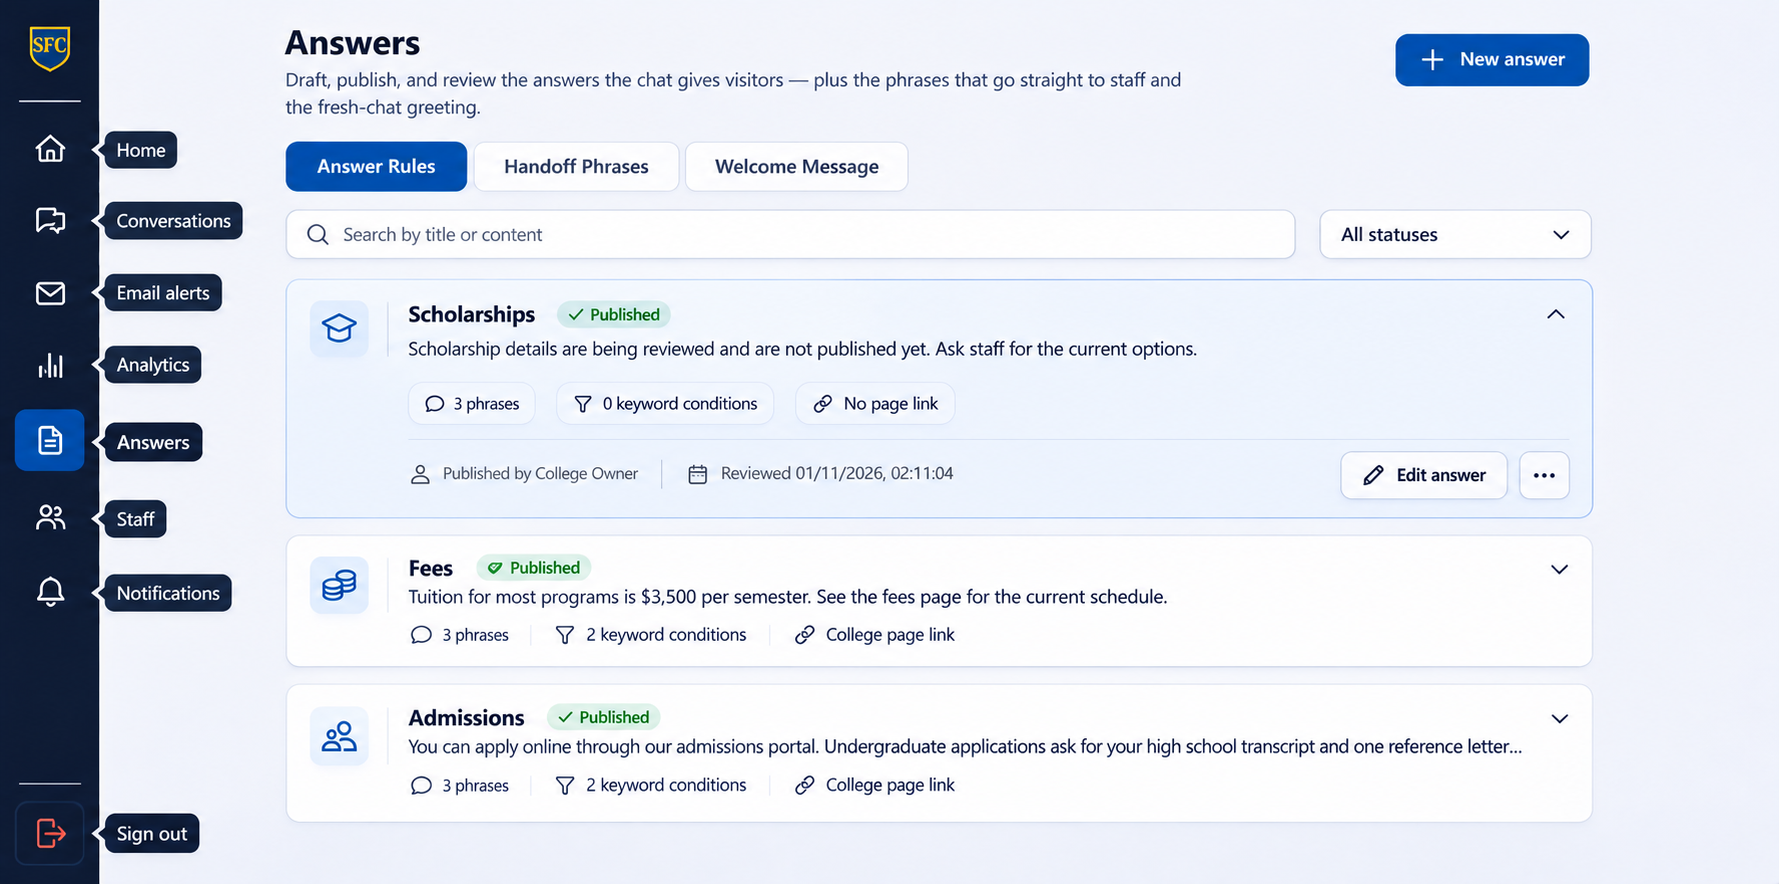 SFC
Home
Conversations
Email alerts
Analytics
Answers
Staff
Notifications
Sign out
Answers
Draft, publish, and review the answers the chat gives visitors — plus the phrases that go straight to staff and
the fresh-chat greeting.
New answer
Answer Rules
Handoff Phrases
Welcome Message
Search by title or content
All statuses
Scholarships
Published
Scholarship details are being reviewed and are not published yet. Ask staff for the current options.
3 phrases
0 keyword conditions
No page link
Published by College Owner
Reviewed 01/11/2026, 02:11:04
Edit answer
Fees
Published
Tuition for most programs is $3,500 per semester. See the fees page for the current schedule.
3 phrases
2 keyword conditions
College page link
Admissions
Published
You can apply online through our admissions portal. Undergraduate applications ask for your high school transcript and one reference letter...
3 phrases
2 keyword conditions
College page link